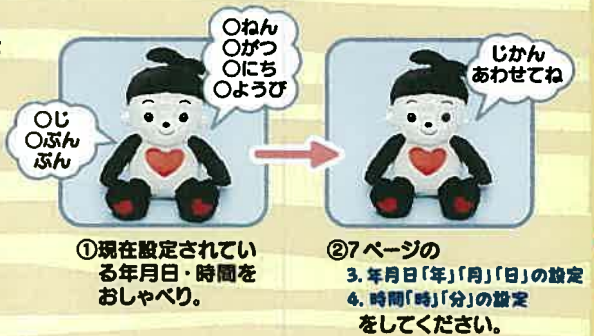 ○ねん
○がつ
○にち
○ようび
○じ
○ぷん
ぷん
じかん
あわせてね
①現在設定されてい
る年月日・時間を
おしゃべり。
②7ページの
3. 年月日「年」「月」「日」の設定
4. 時間「時」「分」の設定
をしてください。